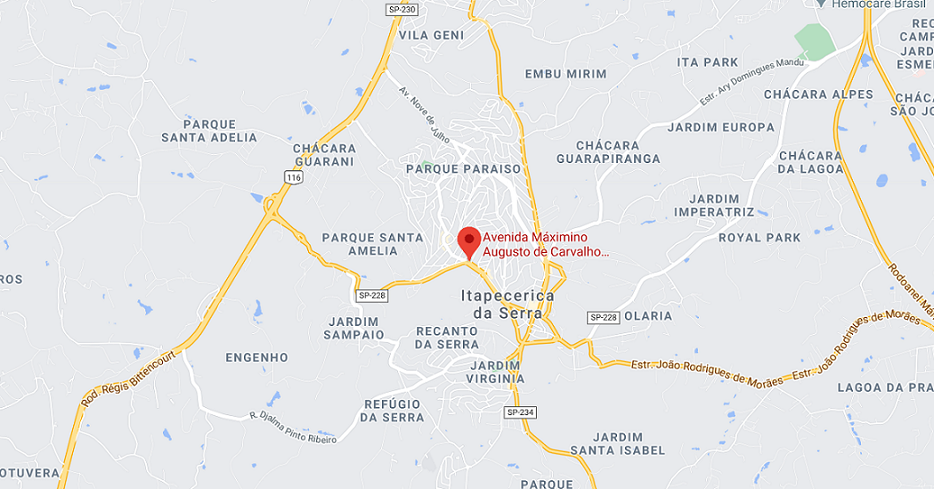 Hemocare Brasil
SP-230
VILA GENI
REC
CAMP
JARD
ESME
ITA PARK
EMBU MIRIM
Estr. Ary Domingues Mandu
CHÁCARA ALPES
Av. Nove de Julho
CHÁCA
SÃO JO
PARQUE
SANTA ADELIA
JARDIM EUROPA
CHÁCARA
GUARANI
CHÁCARA
GUARAPIRANGA
CHÁCARA
DA LAGOA
PARQUE PARAISO
116
JARDIM
IMPERATRIZ
PARQUE SANTA
AMELIA
Avenida Máximino
Augusto de Carvalho...
ROYAL PARK
ROS
Rodoanel Má
SP-228
Itapecerica
da Serra
SP-228
OLARIA
JARDIM
SAMPAIO
RECANTO
DA SERRA
Estr. João Rodrigues de Moraes
ENGENHO
Rod. Régis Bittencourt
JARDIM
VIRGINIA
Estr. João Rodrigues de Morães
LAGOA DA PRA
REFÚGIO
DA SERRA
SP-234
R. Djalma Pinto Ribeiro
JARDIM
SANTA ISABEL
OTUVERA
PARQUE